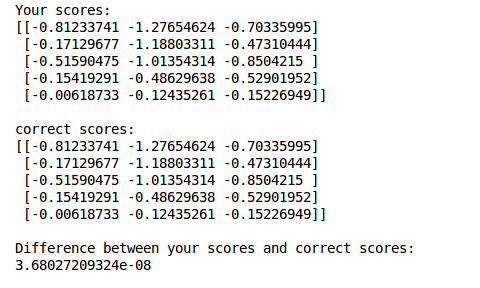 Your scores:
[[-0.81233741 -1.27654624 -0.70335995]
[-0.17129677 -1.18803311 -0.47310444]
[-0.51590475 -1.01354314 -0.8504215 ]
[-0.15419291 -0.48629638 -0.52901952]
[-0.00618733 -0.12435261 -0.15226949]]
correct scores:
[[-0.81233741 -1.27654624 -0.70335995]
[-0.17129677 -1.18803311 -0.47310444]
[-0.51590475 -1.01354314 -0.8504215 ]
[-0.15419291 -0.48629638 -0.52901952]
[-0.00618733 -0.12435261 -0.15226949]]
Difference between your scores and correct scores:
3.68027209324e-08